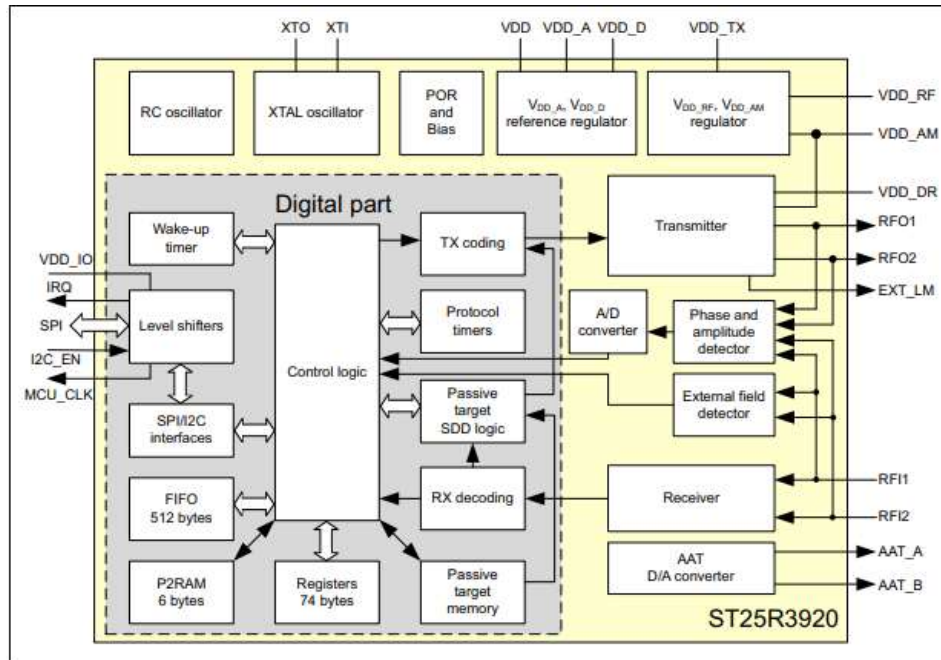 XTO XTI VDD VDD_A VDD_D VDD_TX
RC oscillator
XTAL oscillator
POR
and
Bias
VDD_A, VDD_D
reference regulator
VDD_RF, VDD_AM
regulator
VDD_RF
VDD_AM
Digital part
Wake-up
timer
TX coding
Transmitter
VDD_DR
RFO1
RFO2
EXT_LM
VDD_IO
IRQ
SPI
I2C_EN
MCU_CLK
Level shifters
Control logic
Protocol
timers
A/D
converter
Phase and
amplitude
detector
SPI/I2C
interfaces
Passive
target
SDD logic
External field
detector
FIFO
512 bytes
RX decoding
Receiver
RFI1
RFI2
P2RAM
6 bytes
Registers
74 bytes
Passive
target
memory
AAT
D/A converter
AAT_A
AAT_B
ST25R3920